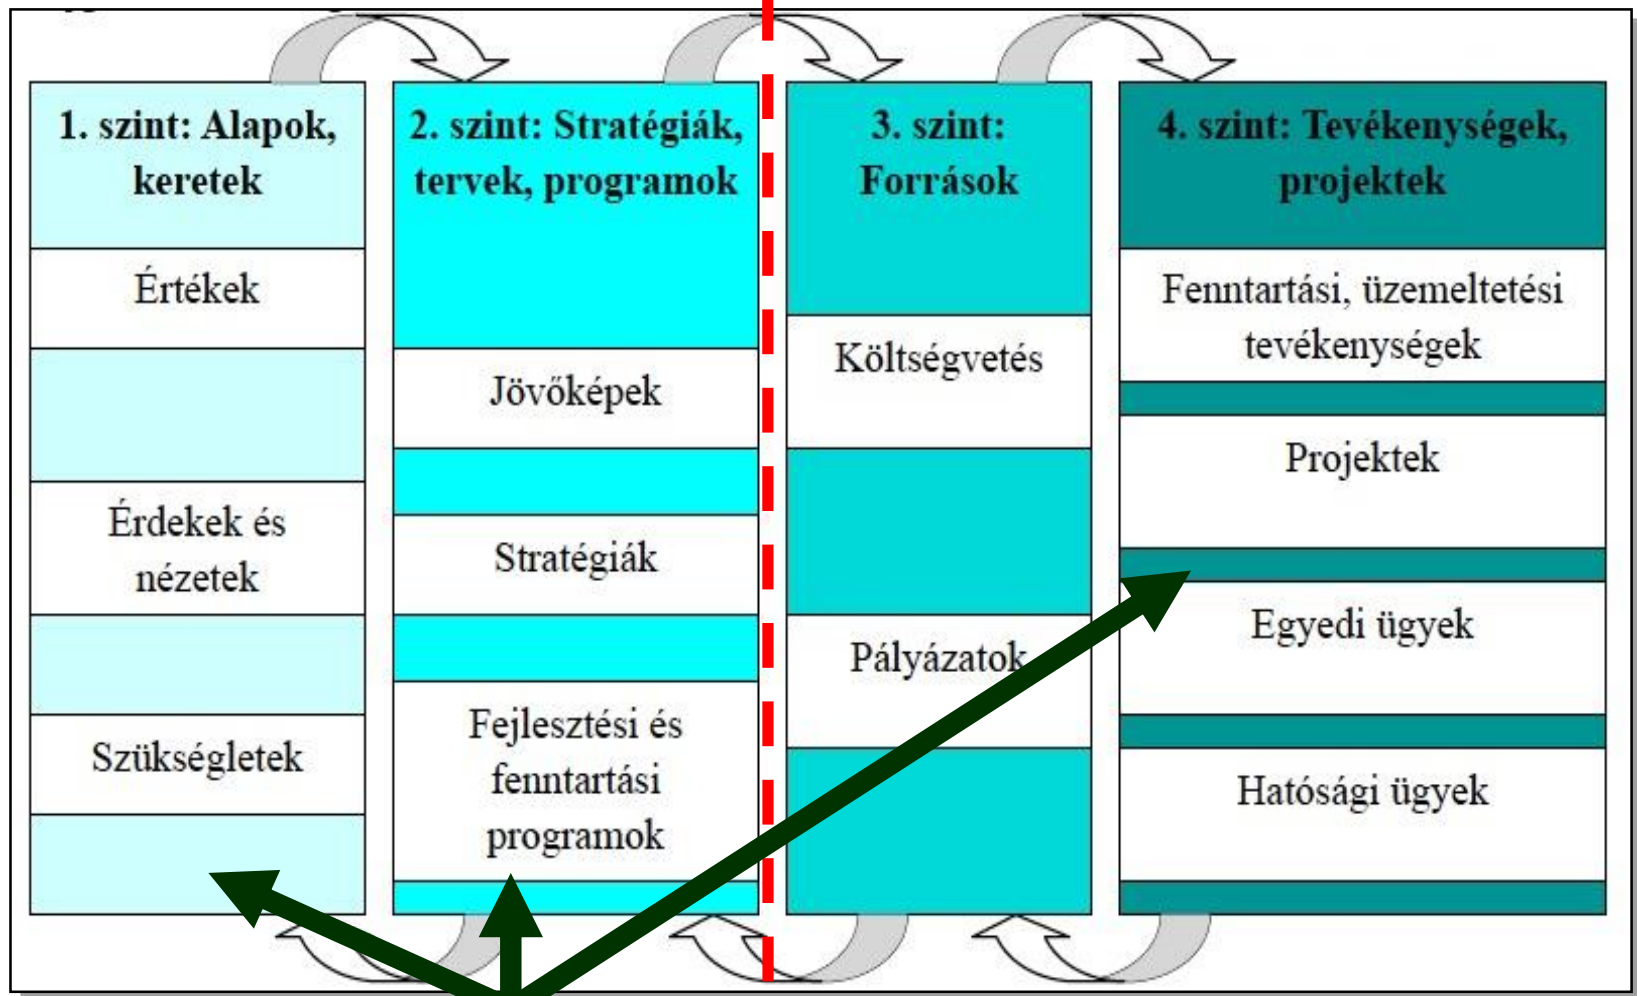 1. szint: Alapok,
keretek
Értékek
Érdekek és
nézetek
Szükségletek
2. szint: Stratégiák,
tervek, programok
Jövőképek
Stratégiák
Fejlesztési és
fenntartási
programok
3. szint:
Források
Költségvetés
Pályázatok
4. szint: Tevékenységek,
projektek
Fenntartási, üzemeltetési
tevékenységek
Projektek
Egyedi ügyek
Hatósági ügyek